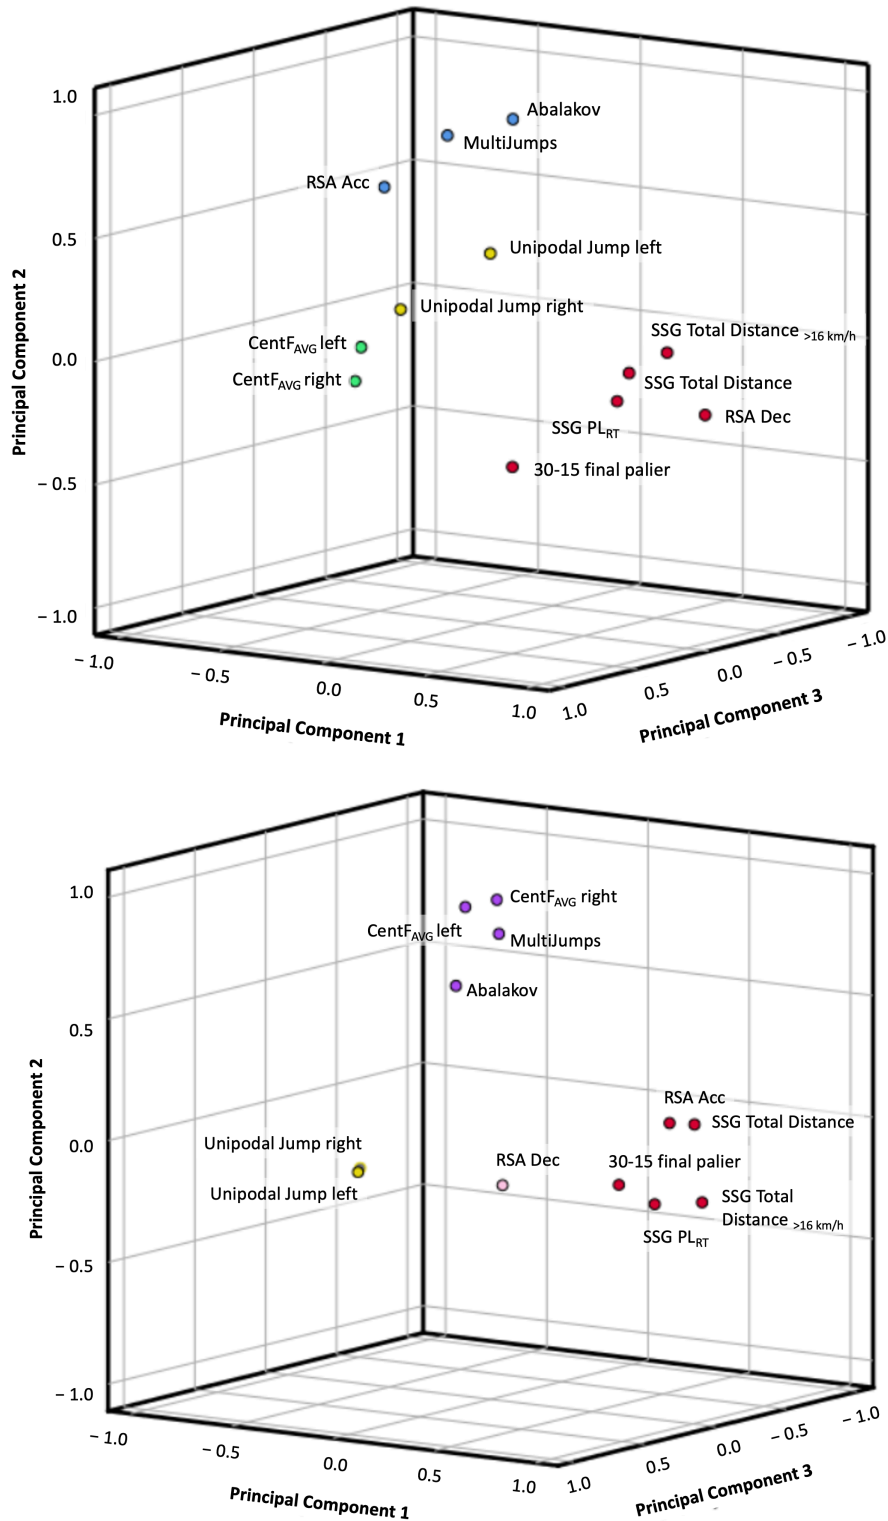 1.0
Abalakov
MultiJumps
RSA Acc
0.5
Unipodal Jump left
Unipodal Jump right
SSG Total Distance >16 km/h
CentFAVG left
0.0
CentFAVG right
SSG Total Distance
RSA Dec
SSG PLRT
30-15 final palier
– 0.5
– 1.0
Principal Component 2
– 1.0
– 0.5
0.0
0.5
1.0
Principal Component 1
1.0
0.5
0.0
– 0.5
– 1.0
Principal Component 3
1.0
CentFAVG right
CentFAVG left
MultiJumps
Abalakov
0.5
RSA Acc
SSG Total Distance
0.0
Unipodal Jump right
RSA Dec
30-15 final palier
Unipodal Jump left
SSG Total
Distance >16 km/h
SSG PLRT
– 0.5
– 1.0
Principal Component 2
– 1.0
– 0.5
0.0
0.5
1.0
Principal Component 1
1.0
0.5
0.0
– 0.5
– 1.0
Principal Component 3